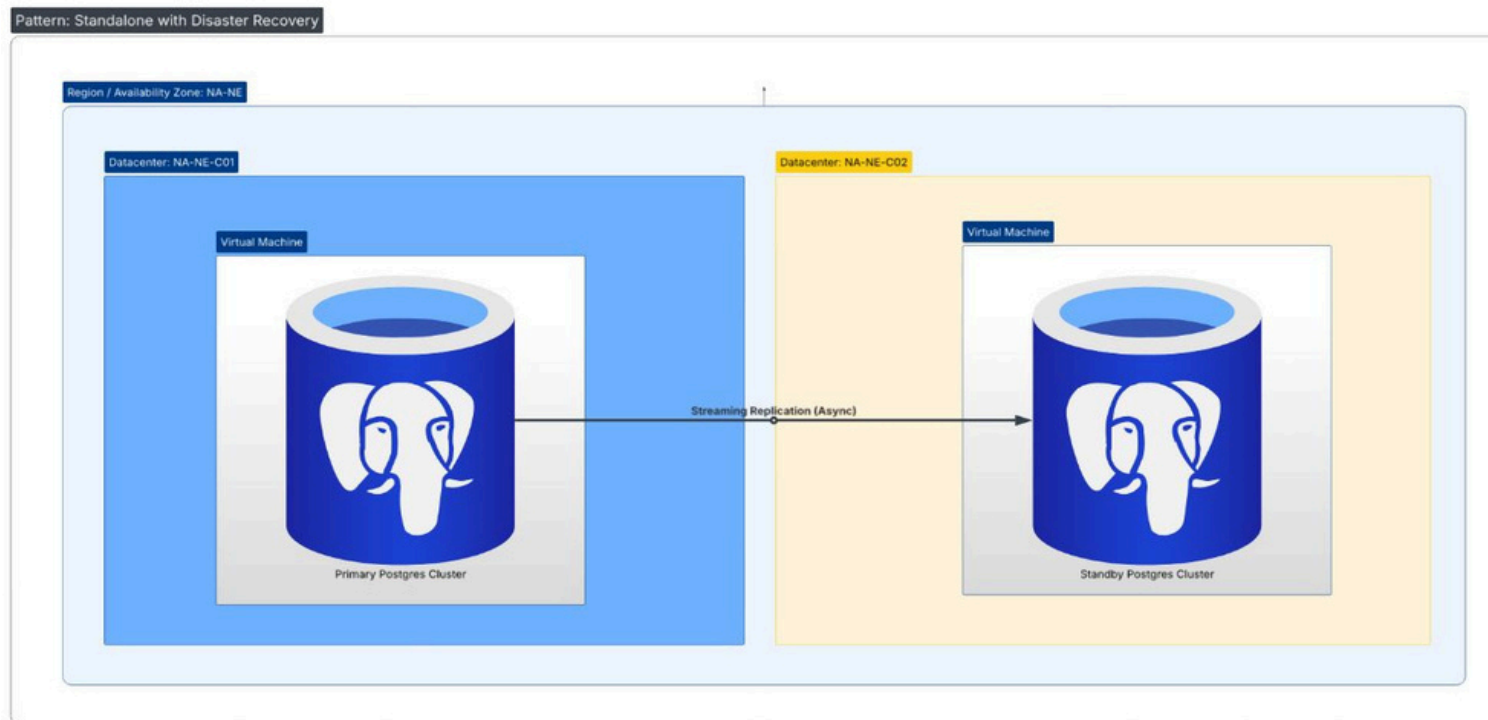 Pattern: Standalone with Disaster Recovery
Region / Availability Zone: NA-NE
Datacenter: NA-NE-C01
Datacenter: NA-NE-C02
Virtual Machine
Virtual Machine
Streaming Replication (Async)
Primary Postgres Cluster
Standby Postgres Cluster